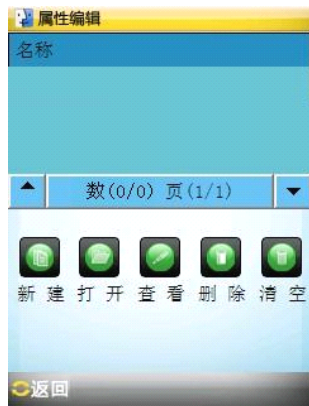 属性编辑
名称
数(0/0) 页(1/1)
新建 打开 查看 删除 清空
返回